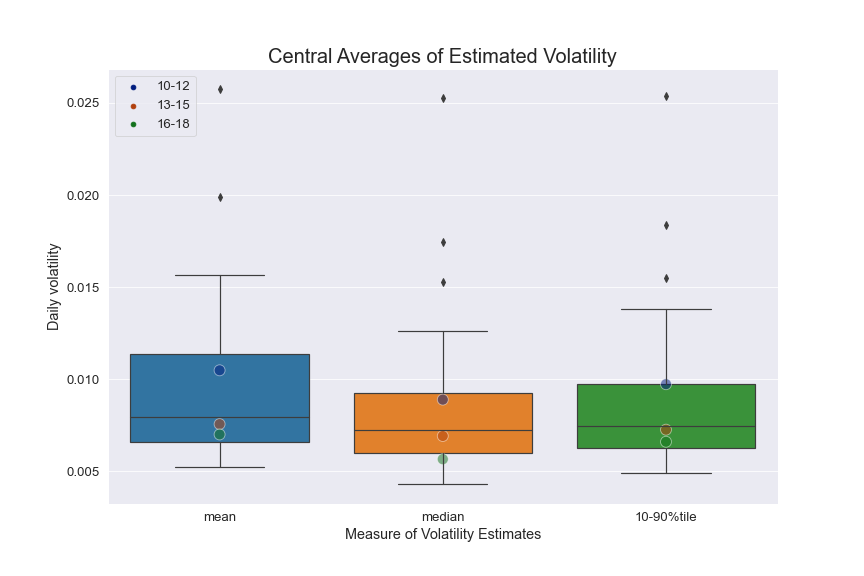 Central Averages of Estimated Volatility
10-12
13-15
16-18
0.025
0.020
0.015
0.010
0.005
Daily volatility
mean
median
10-90%tile
Measure of Volatility Estimates